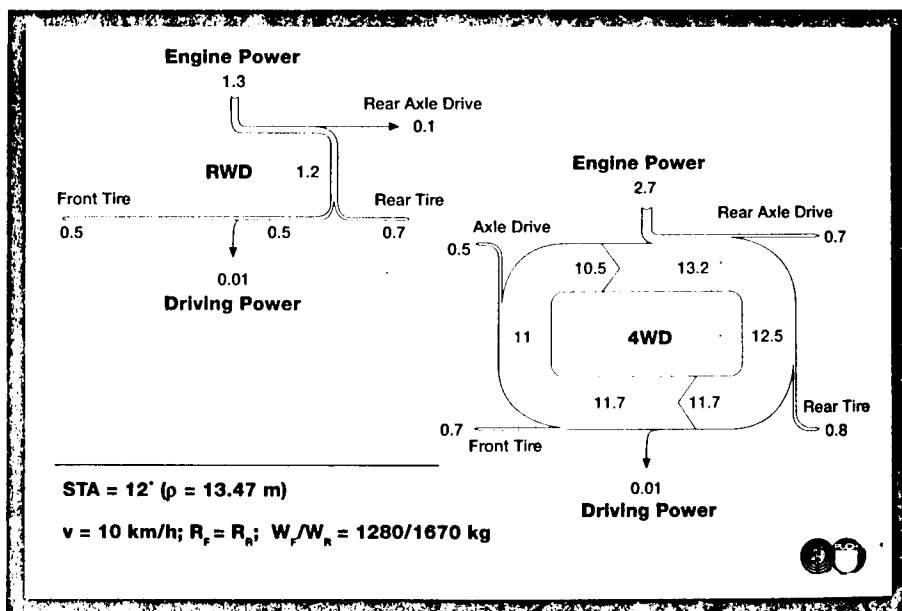 Engine Power
1.3
Rear Axle Drive
0.1
RWD
1.2
Front Tire
Rear Tire
0.5
0.5
0.7
0.01
Driving Power
Engine Power
2.7
Rear Axle Drive
0.7
Axle Drive
0.5
10.5
13.2
11
4WD
12.5
11.7
11.7
Rear Tire
0.8
0.7
Front Tire
0.01
Driving Power
STA = 12° (ρ = 13.47 m)
v = 10 km/h; R_F = R_R; W_F/W_R = 1280/1670 kg
PUCH